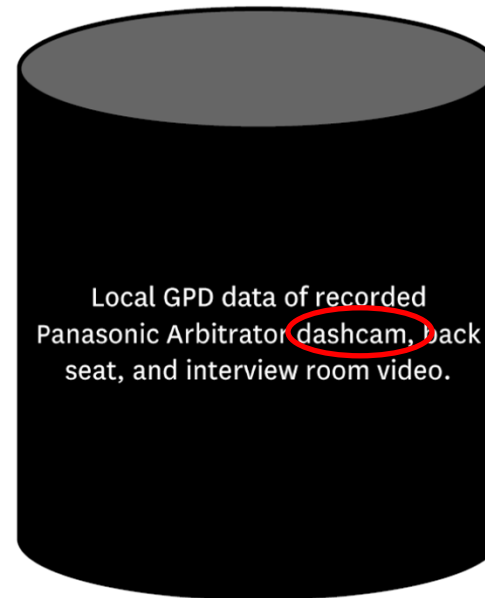 Local GPD data of recorded
Panasonic Arbitrator dashcam, back
seat, and interview room video.